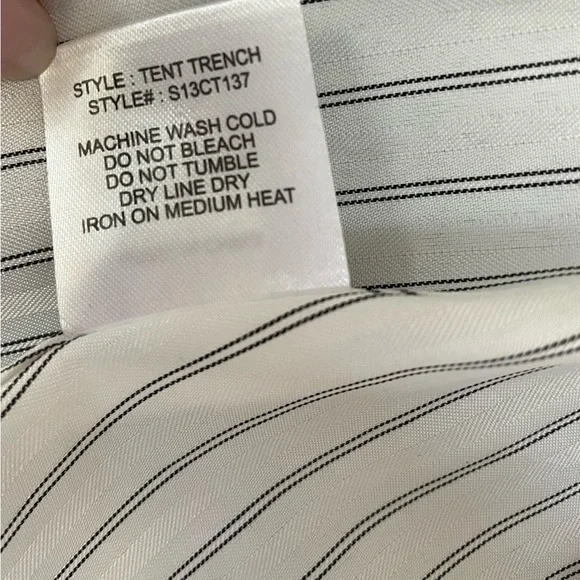 STYLE : TENT TRENCH
STYLE# : S13CT137
MACHINE WASH COLD
DO NOT BLEACH
DO NOT TUMBLE
DRY LINE DRY
IRON ON MEDIUM HEAT